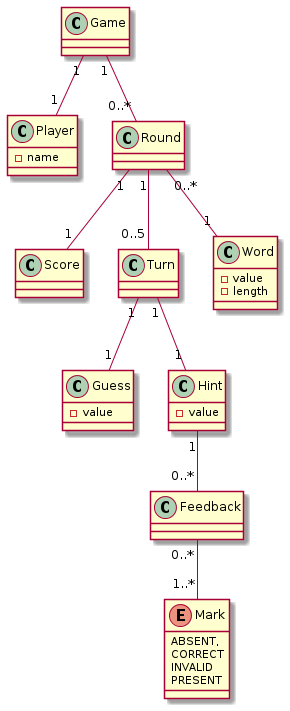 C Game
1 1
1 0..*
C Player
name
C Round
1 1 0..*
1 0..5 1
C Score
C Turn
C Word
value
length
1 1
1 1
C Guess
value
C Hint
value
1
0..*
C Feedback
0..*
1..*
E Mark
ABSENT,
CORRECT
INVALID
PRESENT